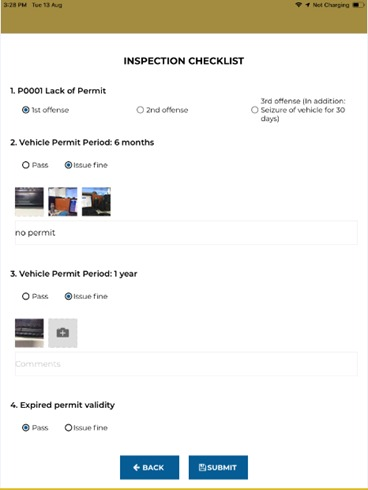 3:28 PM Tue 13 Aug Not Charging
INSPECTION CHECKLIST
1. P0001 Lack of Permit
1st offense
2nd offense
3rd offense (In addition:
Seizure of vehicle for 30
days)
2. Vehicle Permit Period: 6 months
Pass Issue fine
no permit
3. Vehicle Permit Period: 1 year
Pass Issue fine
Comments
4. Expired permit validity
Pass Issue fine
BACK SUBMIT